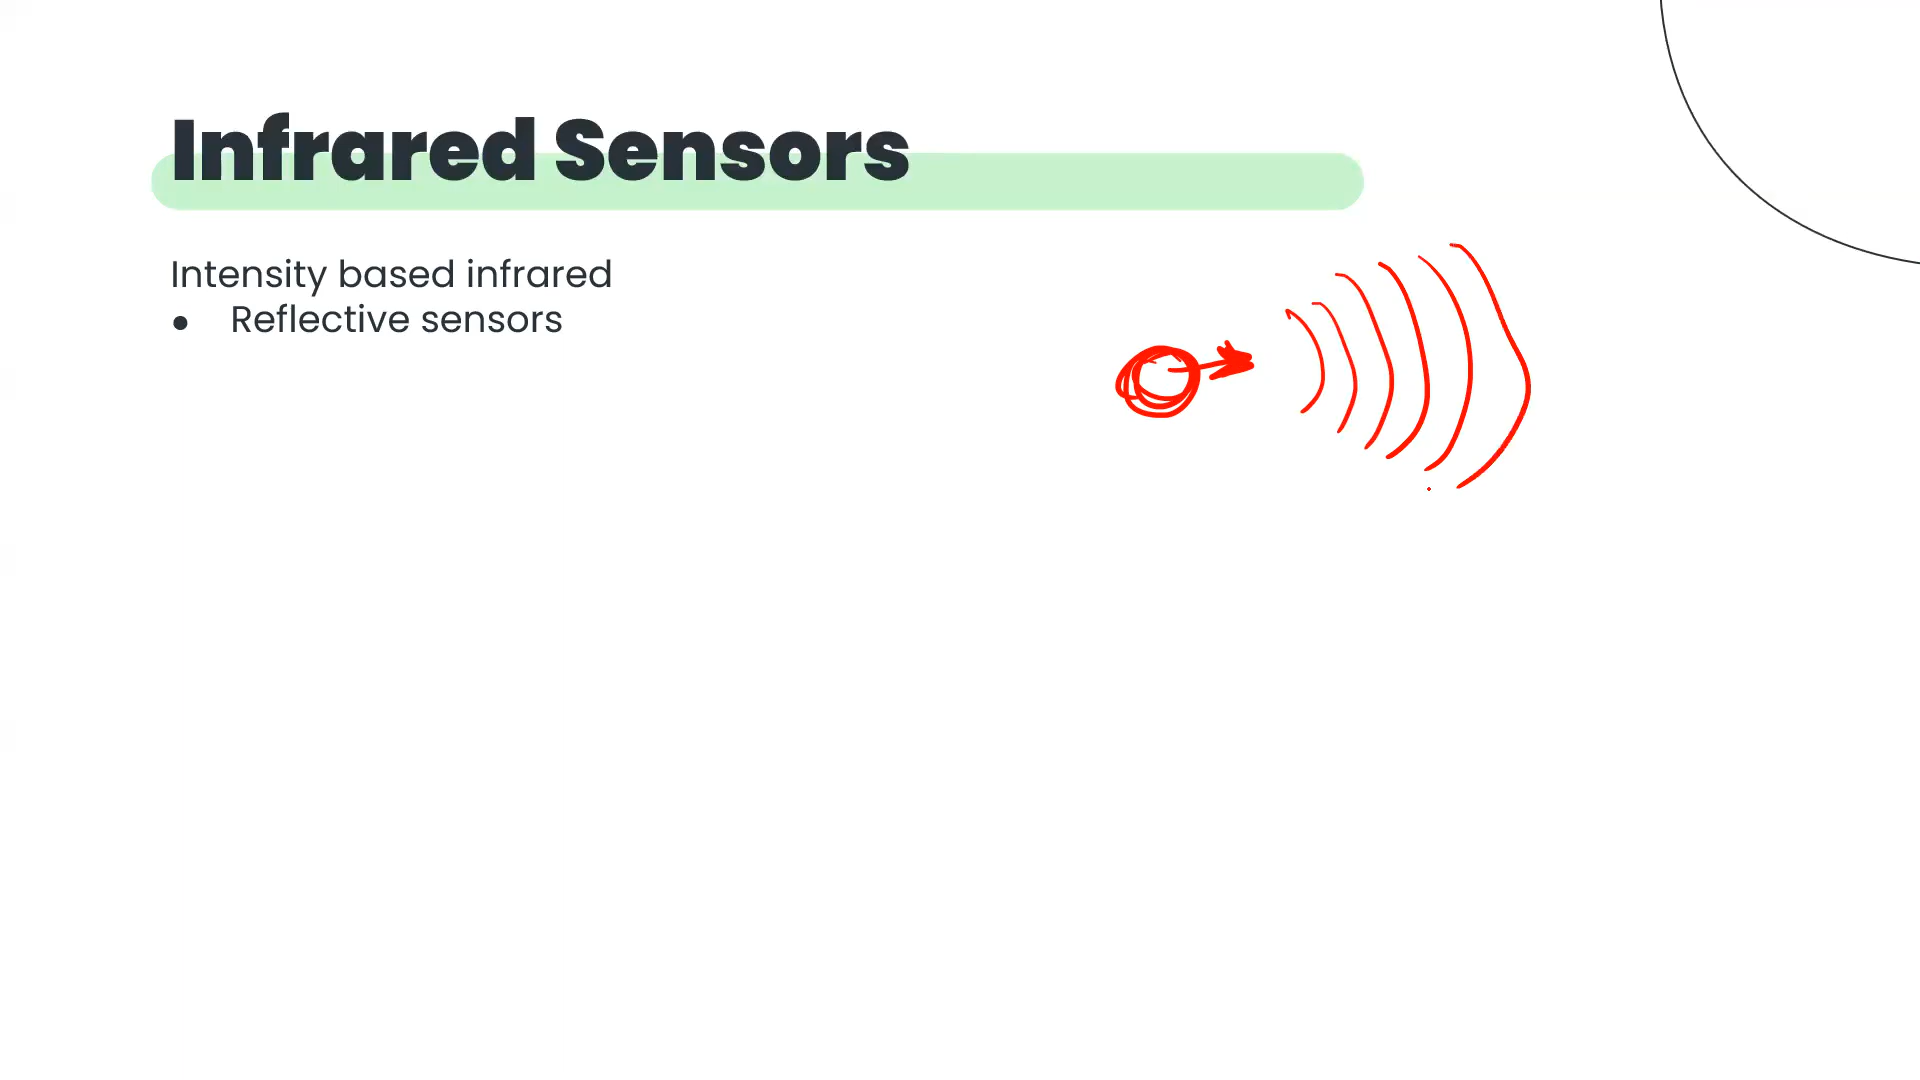 Infrared Sensors
Intensity based infrared
● Reflective sensors